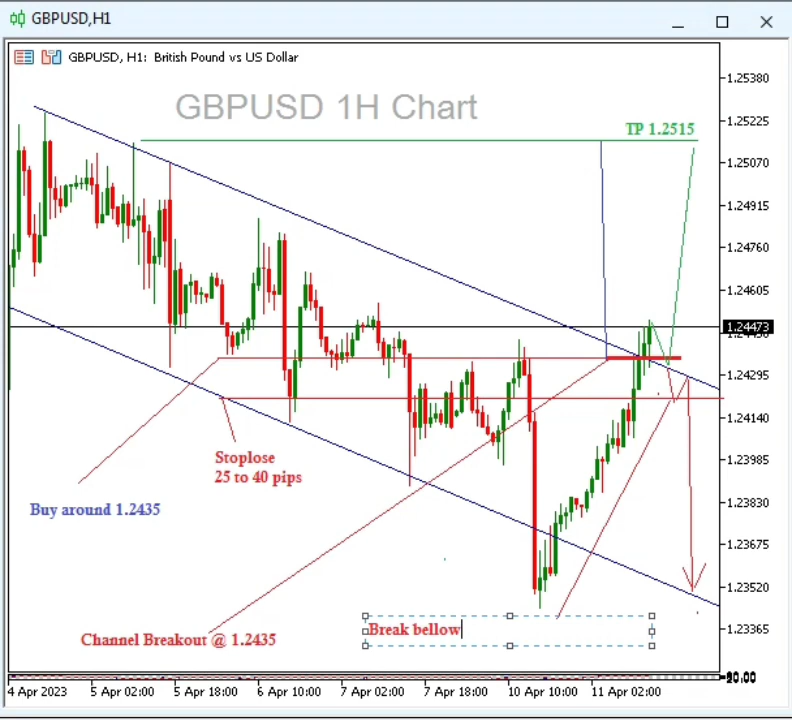 GBPUSD,H1
GBPUSD, H1: British Pound vs US Dollar
GBPUSD 1H Chart
TP 1.2515
1.25380
1.25225
1.25070
1.24915
1.24760
1.24605
1.24473
1.24295
1.24140
1.23985
1.23830
1.23675
1.23520
1.23365
Stoplose
25 to 40 pips
Buy around 1.2435
Channel Breakout @ 1.2435
Break bellow
4 Apr 2023
5 Apr 02:00
5 Apr 18:00
6 Apr 10:00
7 Apr 02:00
7 Apr 18:00
10 Apr 10:00
11 Apr 02:00